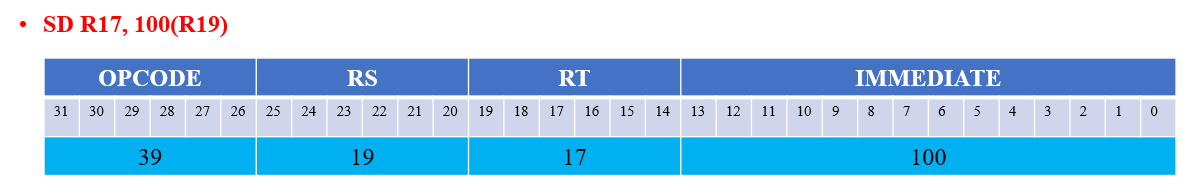 • SD R17, 100(R19)
OPCODE RS RT IMMEDIATE
31 30 29 28 27 26 25 24 23 22 21 20 19 18 17 16 15 14 13 12 11 10 9 8 7 6 5 4 3 2 1 0
39 19 17 100